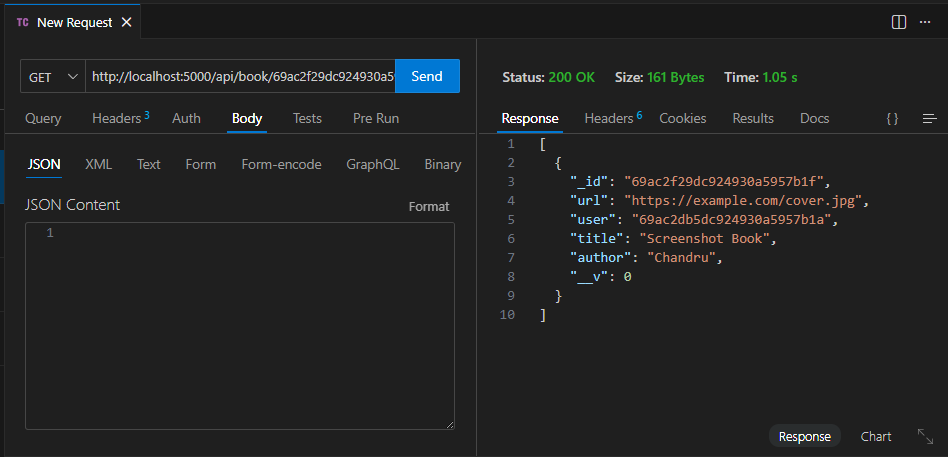 TC New Request
GET http://localhost:5000/api/book/69ac2f29dc924930a5 Send
Query Headers 3 Auth Body Tests Pre Run
JSON XML Text Form Form-encode GraphQL Binary
JSON Content Format
1
Status: 200 OK Size: 161 Bytes Time: 1.05 s
Response Headers 6 Cookies Results Docs { }
1 [
2 {
3 "_id": "69ac2f29dc924930a5957b1f",
4 "url": "https://example.com/cover.jpg",
5 "user": "69ac2db5dc924930a5957b1a",
6 "title": "Screenshot Book",
7 "author": "Chandru",
8 "__v": 0
9 }
10 ]
Response Chart